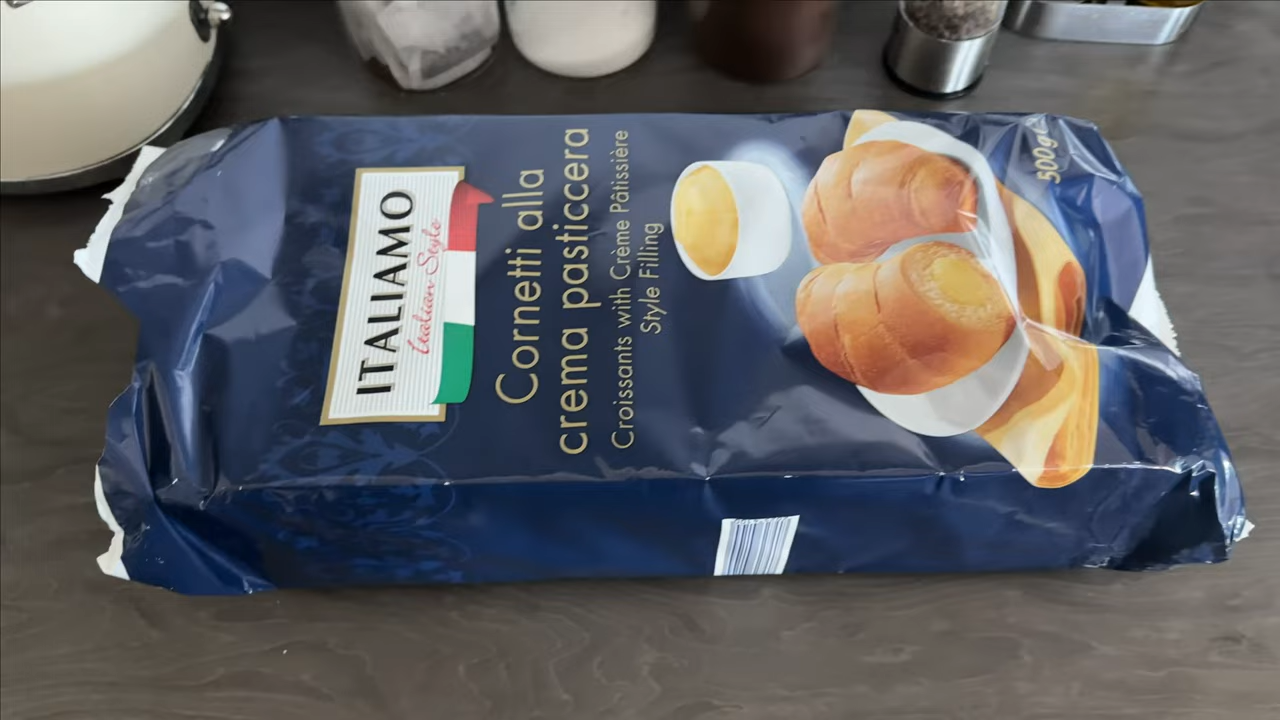 ITALIAMO
Italian Style
Cornetti alla
crema pasticcera
Croissants with Crème Pâtissière
Style Filling
500g℮